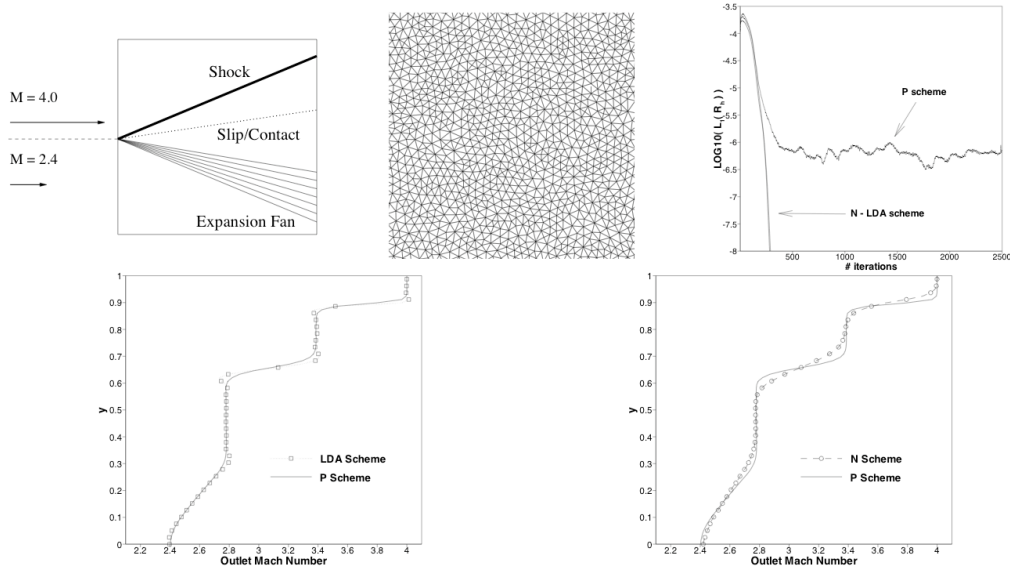 M = 4.0
M = 2.4
Shock
Slip/Contact
Expansion Fan
LOG10( L1( Rh ) )
-3.5
-4
-4.5
-5
-5.5
-6
-6.5
-7
-7.5
-8
P scheme
N - LDA scheme
500 1000 1500 2000 2500
# iterations
y
1
0.9
0.8
0.7
0.6
0.5
0.4
0.3
0.2
0.1
0
LDA Scheme
P Scheme
2.2 2.4 2.6 2.8 3 3.2 3.4 3.6 3.8 4
Outlet Mach Number
y
1
0.9
0.8
0.7
0.6
0.5
0.4
0.3
0.2
0.1
0
N Scheme
P Scheme
2.2 2.4 2.6 2.8 3 3.2 3.4 3.6 3.8 4
Outlet Mach Number